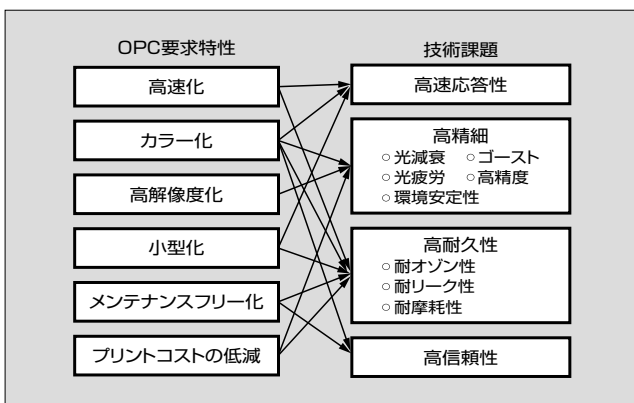 OPC要求特性
高速化
カラー化
高解像度化
小型化
メンテナンスフリー化
プリントコストの低減
技術課題
高速応答性
高精細
○光減衰 ○ゴースト
○光疲労 ○高精度
○環境安定性
高耐久性
○耐オゾン性
○耐リーク性
○耐摩耗性
高信頼性